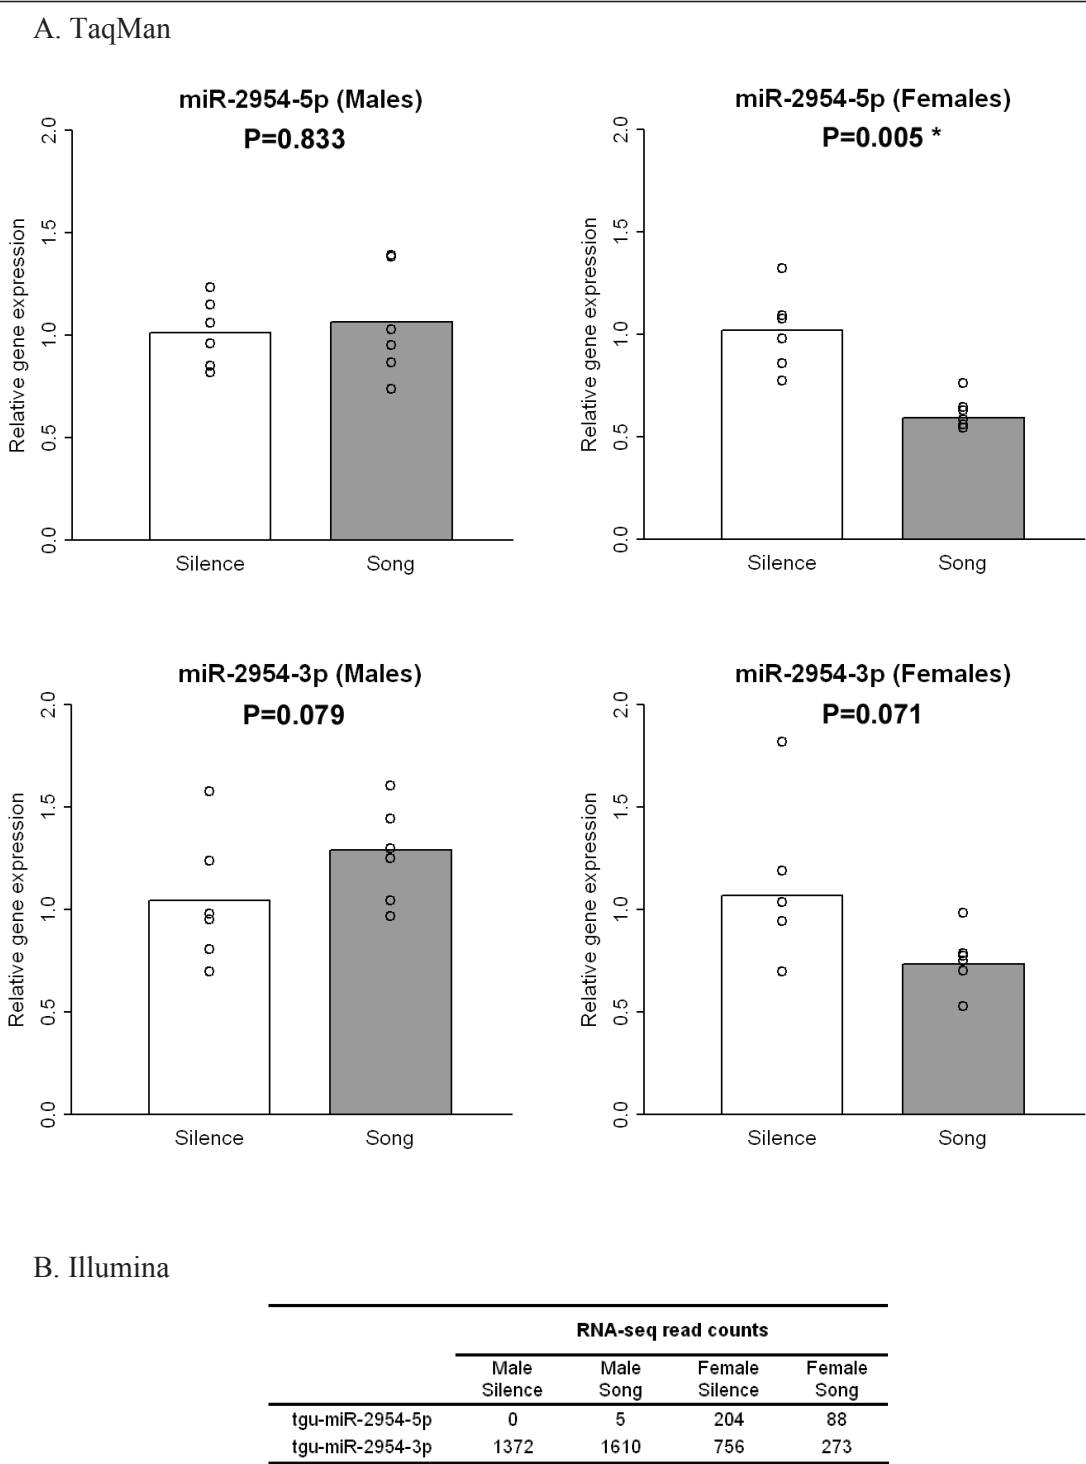 A. TaqMan
miR-2954-5p (Males)
P=0.833
Relative gene expression
2.0
1.5
1.0
0.5
0.0
Silence Song
miR-2954-5p (Females)
P=0.005 *
Relative gene expression
2.0
1.5
1.0
0.5
0.0
Silence Song
miR-2954-3p (Males)
P=0.079
Relative gene expression
2.0
1.5
1.0
0.5
0.0
Silence Song
miR-2954-3p (Females)
P=0.071
Relative gene expression
2.0
1.5
1.0
0.5
0.0
Silence Song
B. Illumina
RNA-seq read counts
Male Male Female Female
Silence Song Silence Song
tgu-miR-2954-5p 0 5 204 88
tgu-miR-2954-3p 1372 1610 756 273